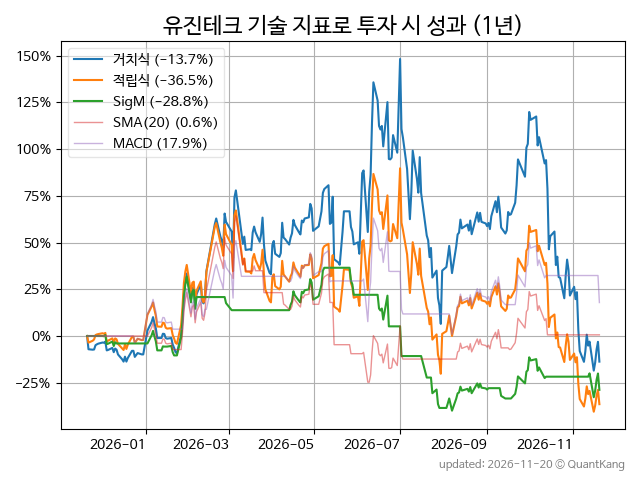 유진테크 기술 지표로 투자 시 성과 (1년)
150%
125%
100%
75%
50%
25%
0%
−25%
거치식 (−13.7%)
적립식 (−36.5%)
SigM (−28.8%)
SMA(20) (0.6%)
MACD (17.9%)
2026-01
2026-03
2026-05
2026-07
2026-09
2026-11
updated: 2026-11-20 © QuantKang